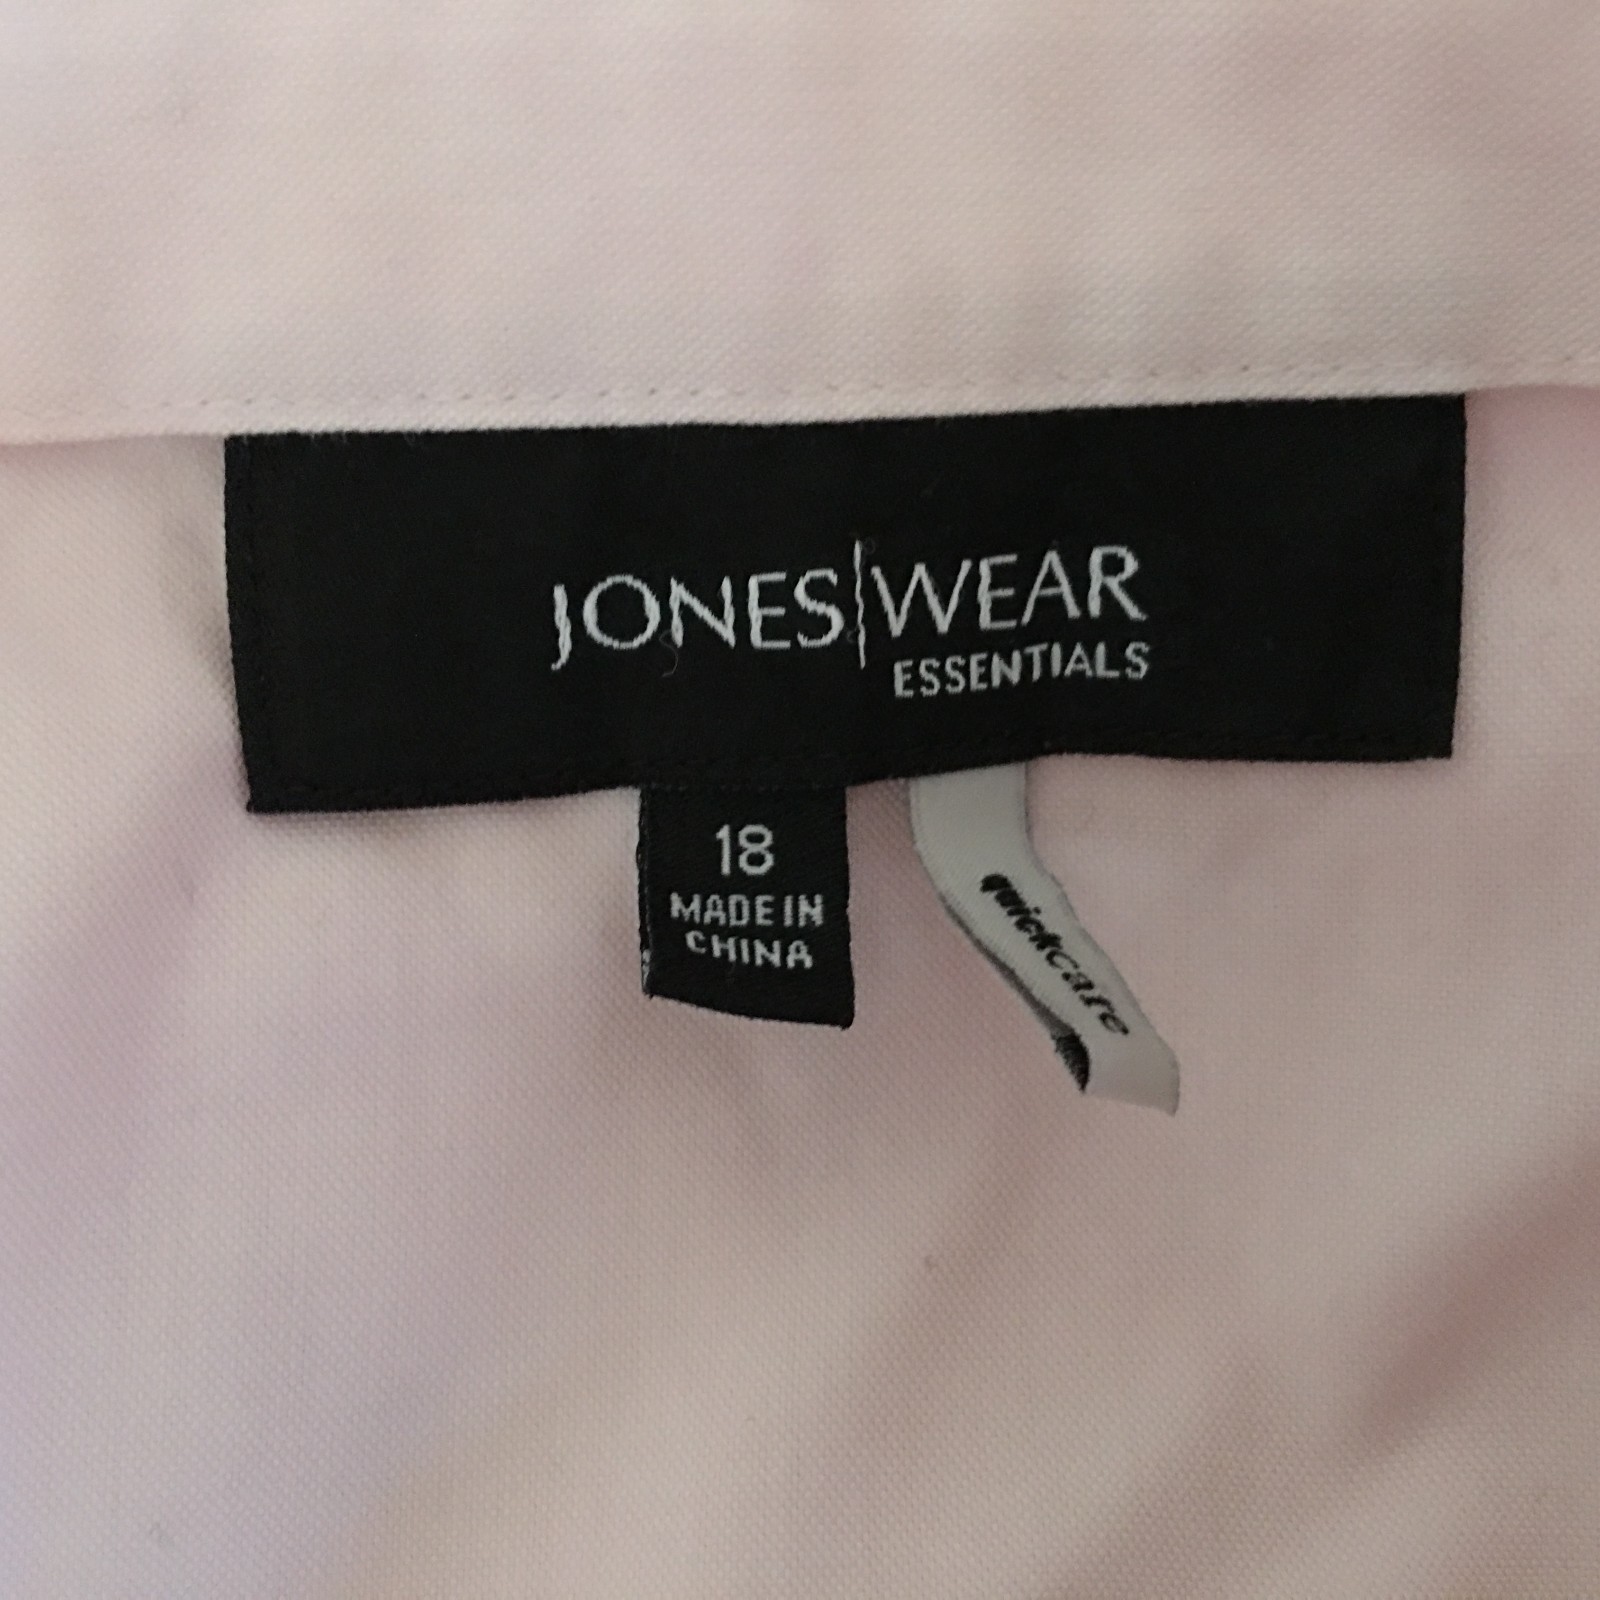 JONES|WEAR
ESSENTIALS
18
MADE IN
CHINA
quickcare